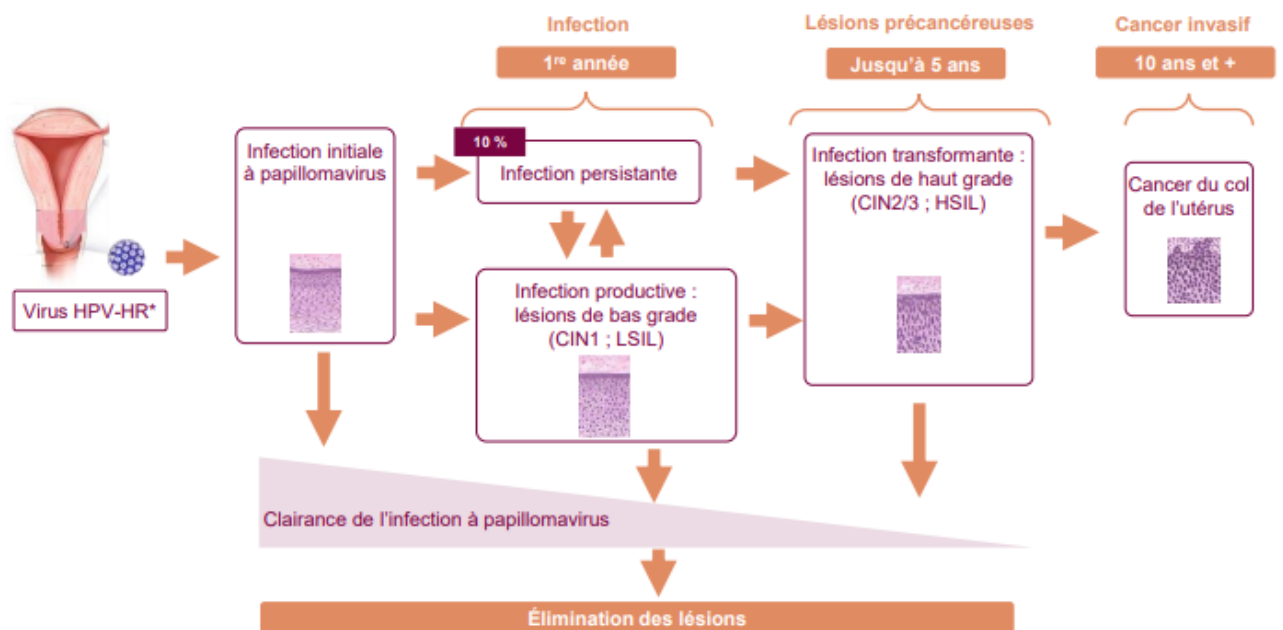 Infection
Lésions précancéreuses
Cancer invasif
1re année
Jusqu'à 5 ans
10 ans et +
Infection initiale
à papillomavirus
10 %
Infection persistante
Infection transformante :
lésions de haut grade
(CIN2/3 ; HSIL)
Cancer du col
de l'utérus
Virus HPV-HR*
Infection productive :
lésions de bas grade
(CIN1 ; LSIL)
Clairance de l'infection à papillomavirus
Élimination des lésions